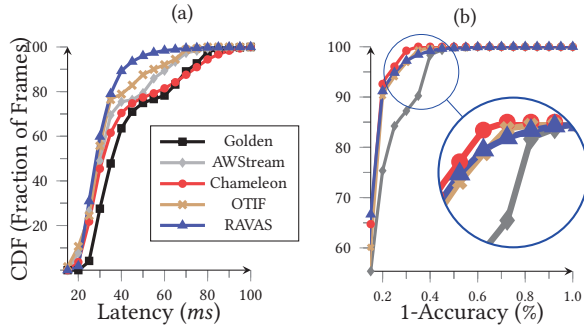 (a)
(b)
CDF (Fraction of Frames)
100
80
60
40
20
20
40
60
80
100
Latency (ms)
Golden
AWStream
Chameleon
OTIF
RAVAS
100
90
80
70
60
0.2
0.4
0.6
0.8
1.0
1-Accuracy (%)